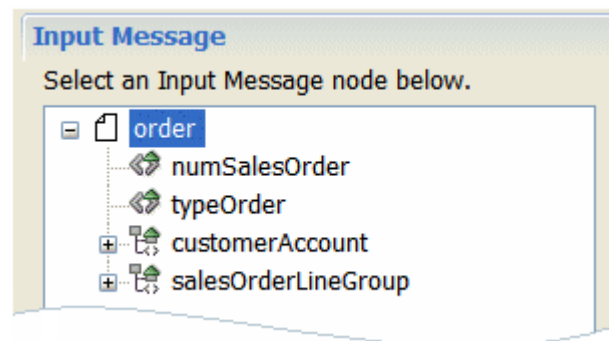 Input Message
Select an Input Message node below.
order
numSalesOrder
typeOrder
customerAccount
salesOrderLineGroup